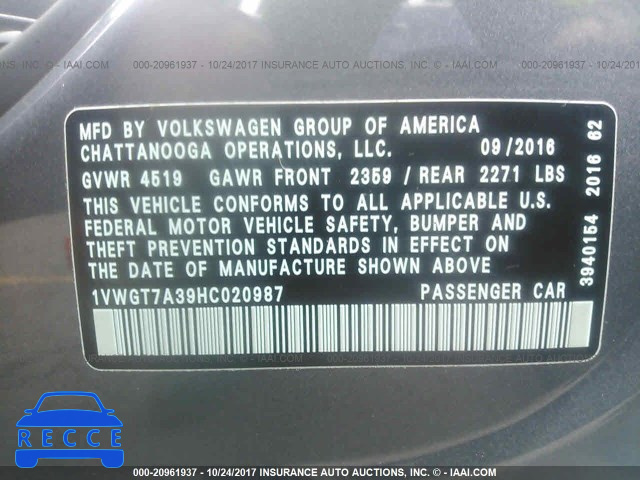 000-20961937 - 10/24/2017 INSURANCE AUTO AUCTIONS, INC. - © IAAI.COM
MFD BY VOLKSWAGEN GROUP OF AMERICA
CHATTANOOGA OPERATIONS, LLC. 09/2016
GVWR 4519 GAWR FRONT 2359 / REAR 2271 LBS
THIS VEHICLE CONFORMS TO ALL APPLICABLE U.S.
FEDERAL MOTOR VEHICLE SAFETY, BUMPER AND
THEFT PREVENTION STANDARDS IN EFFECT ON
THE DATE OF MANUFACTURE SHOWN ABOVE
1VWGT7A39HC020987 PASSENGER CAR
3940154 2016 62
RECCE
000-20961937 - 10/24/2017 INSURANCE AUTO AUCTIONS, INC. - © IAAI.COM